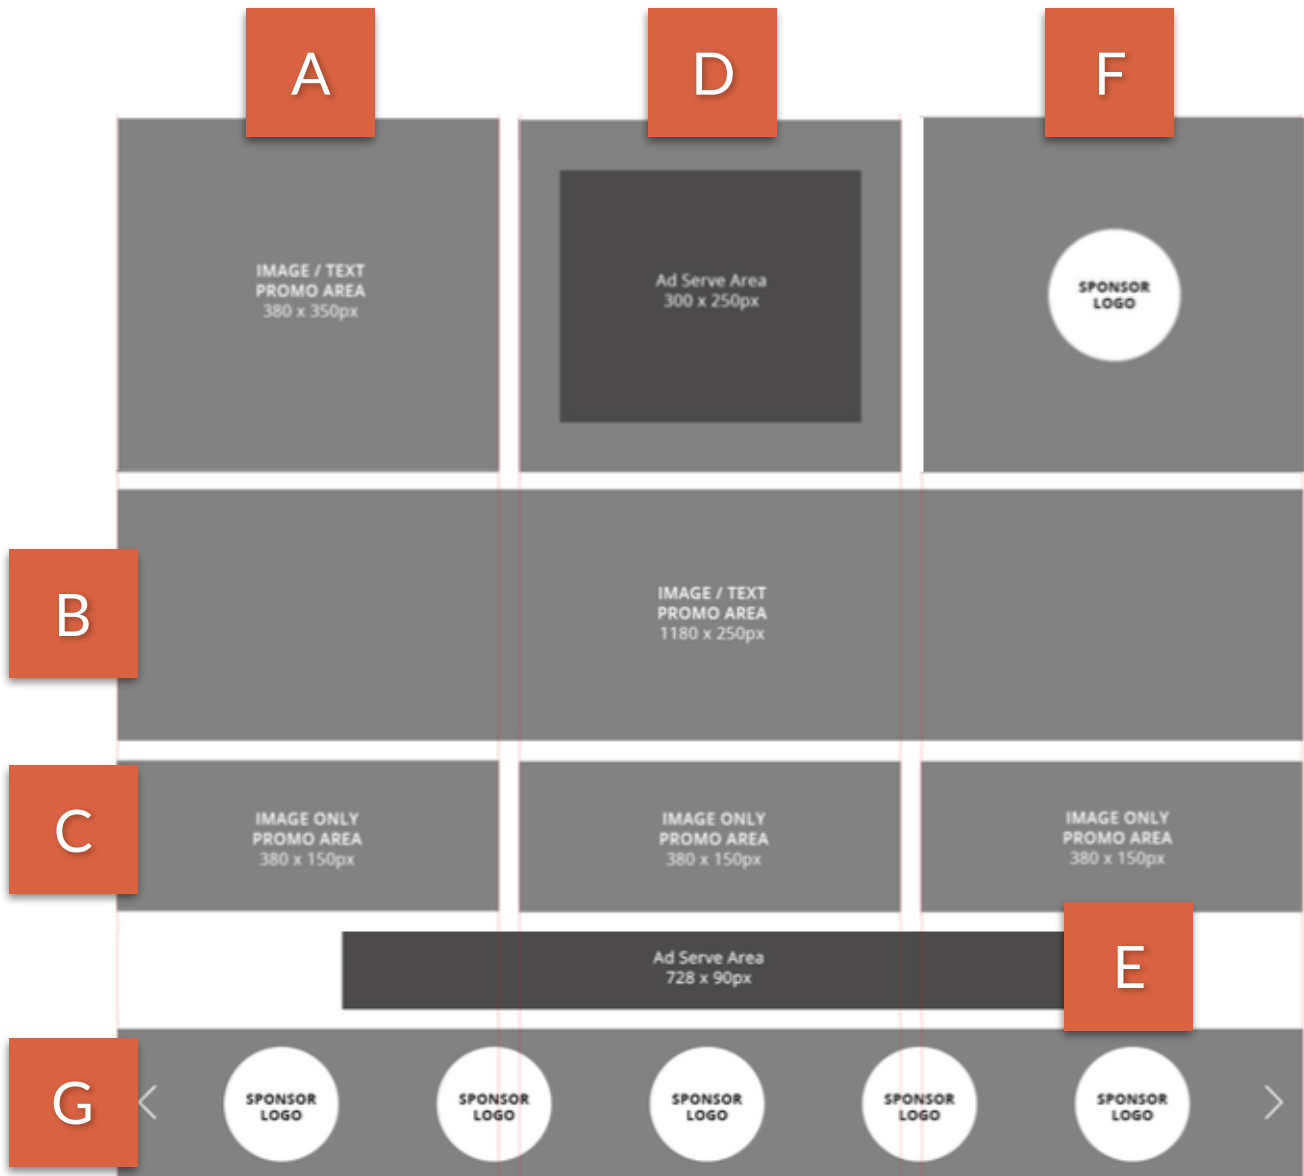 A
D
F
IMAGE / TEXT
PROMO AREA
380 x 350px
Ad Serve Area
300 x 250px
SPONSOR
LOGO
B
IMAGE / TEXT
PROMO AREA
1180 x 250px
C
IMAGE ONLY
PROMO AREA
380 x 150px
IMAGE ONLY
PROMO AREA
380 x 150px
IMAGE ONLY
PROMO AREA
380 x 150px
Ad Serve Area
728 x 90px
E
G
SPONSOR
LOGO
SPONSOR
LOGO
SPONSOR
LOGO
SPONSOR
LOGO
SPONSOR
LOGO